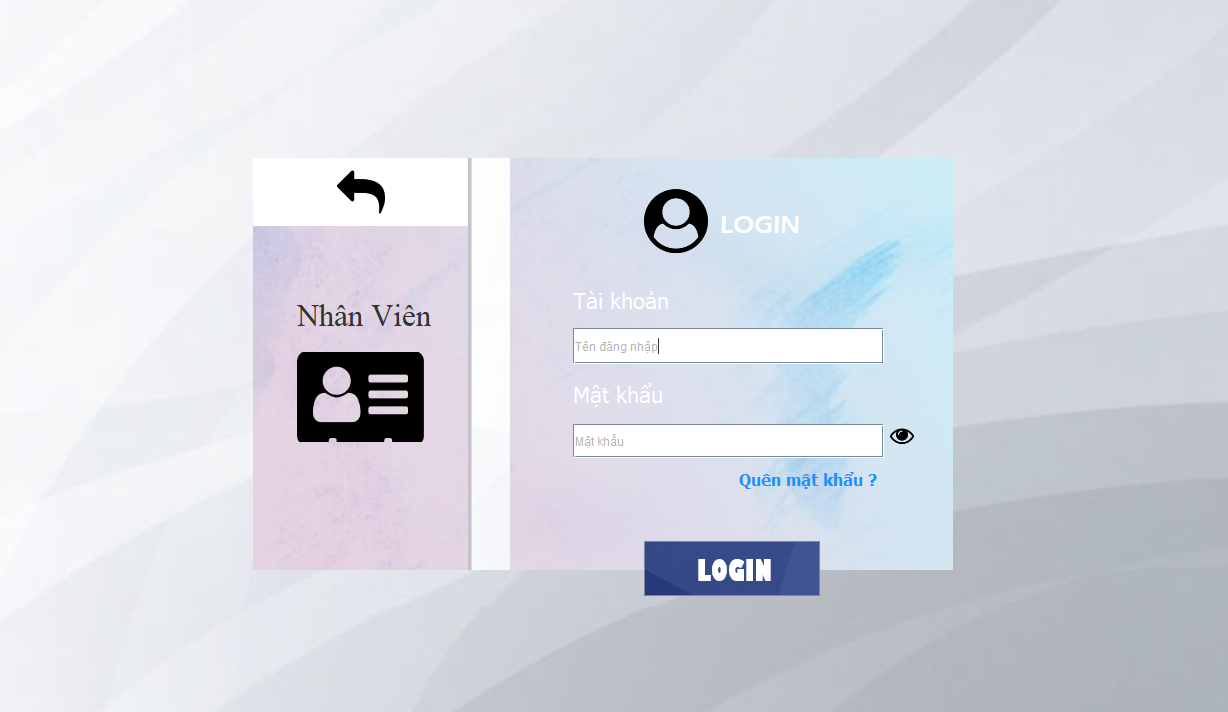 Nhân Viên
LOGIN
Tài khoản
Tên đăng nhập
Mật khẩu
Mật khẩu
Quên mật khẩu ?
LOGIN